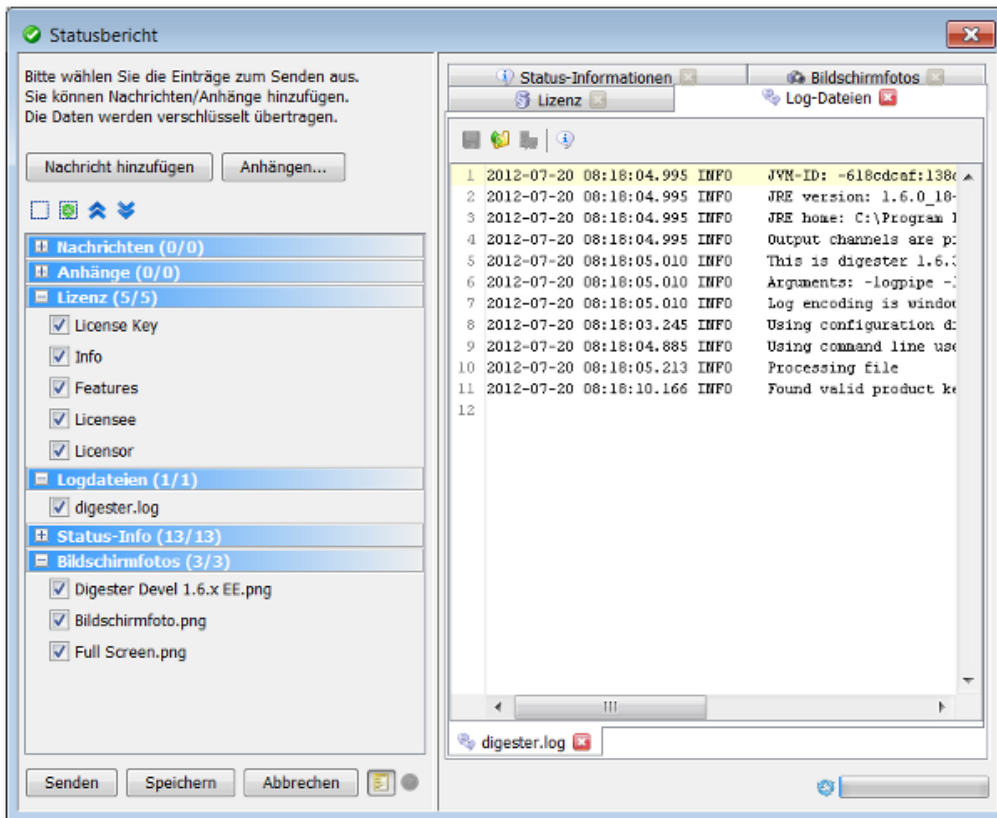 Statusbericht
Bitte wählen Sie die Einträge zum Senden aus.
Sie können Nachrichten/Anhänge hinzufügen.
Die Daten werden verschlüsselt übertragen.
Nachricht hinzufügen
Anhängen...
Nachrichten (0/0)
Anhänge (0/0)
Lizenz (5/5)
License Key
Info
Features
Licensee
Licensor
Logdateien (1/1)
digester.log
Status-Info (13/13)
Bildschirmfotos (3/3)
Digester Devel 1.6.x EE.png
Bildschirmfoto.png
Full Screen.png
Senden
Speichern
Abbrechen
Status-Informationen
Bildschirmfotos
Lizenz
Log-Dateien
1 2012-07-20 08:18:04.995 INFO JVM-ID: -618cdcaf:138
2 2012-07-20 08:18:04.995 INFO JRE version: 1.6.0_18-
3 2012-07-20 08:18:04.995 INFO JRE home: C:\Program
4 2012-07-20 08:18:04.995 INFO Output channels are
5 2012-07-20 08:18:05.010 INFO This is digester 1.6.
6 2012-07-20 08:18:05.010 INFO Arguments: -logpipe -
7 2012-07-20 08:18:05.010 INFO Log encoding is windo
8 2012-07-20 08:18:03.245 INFO Using configuration d
9 2012-07-20 08:18:04.885 INFO Using command line use
10 2012-07-20 08:18:05.213 INFO Processing file
11 2012-07-20 08:18:10.166 INFO Found valid product ke
12
digester.log